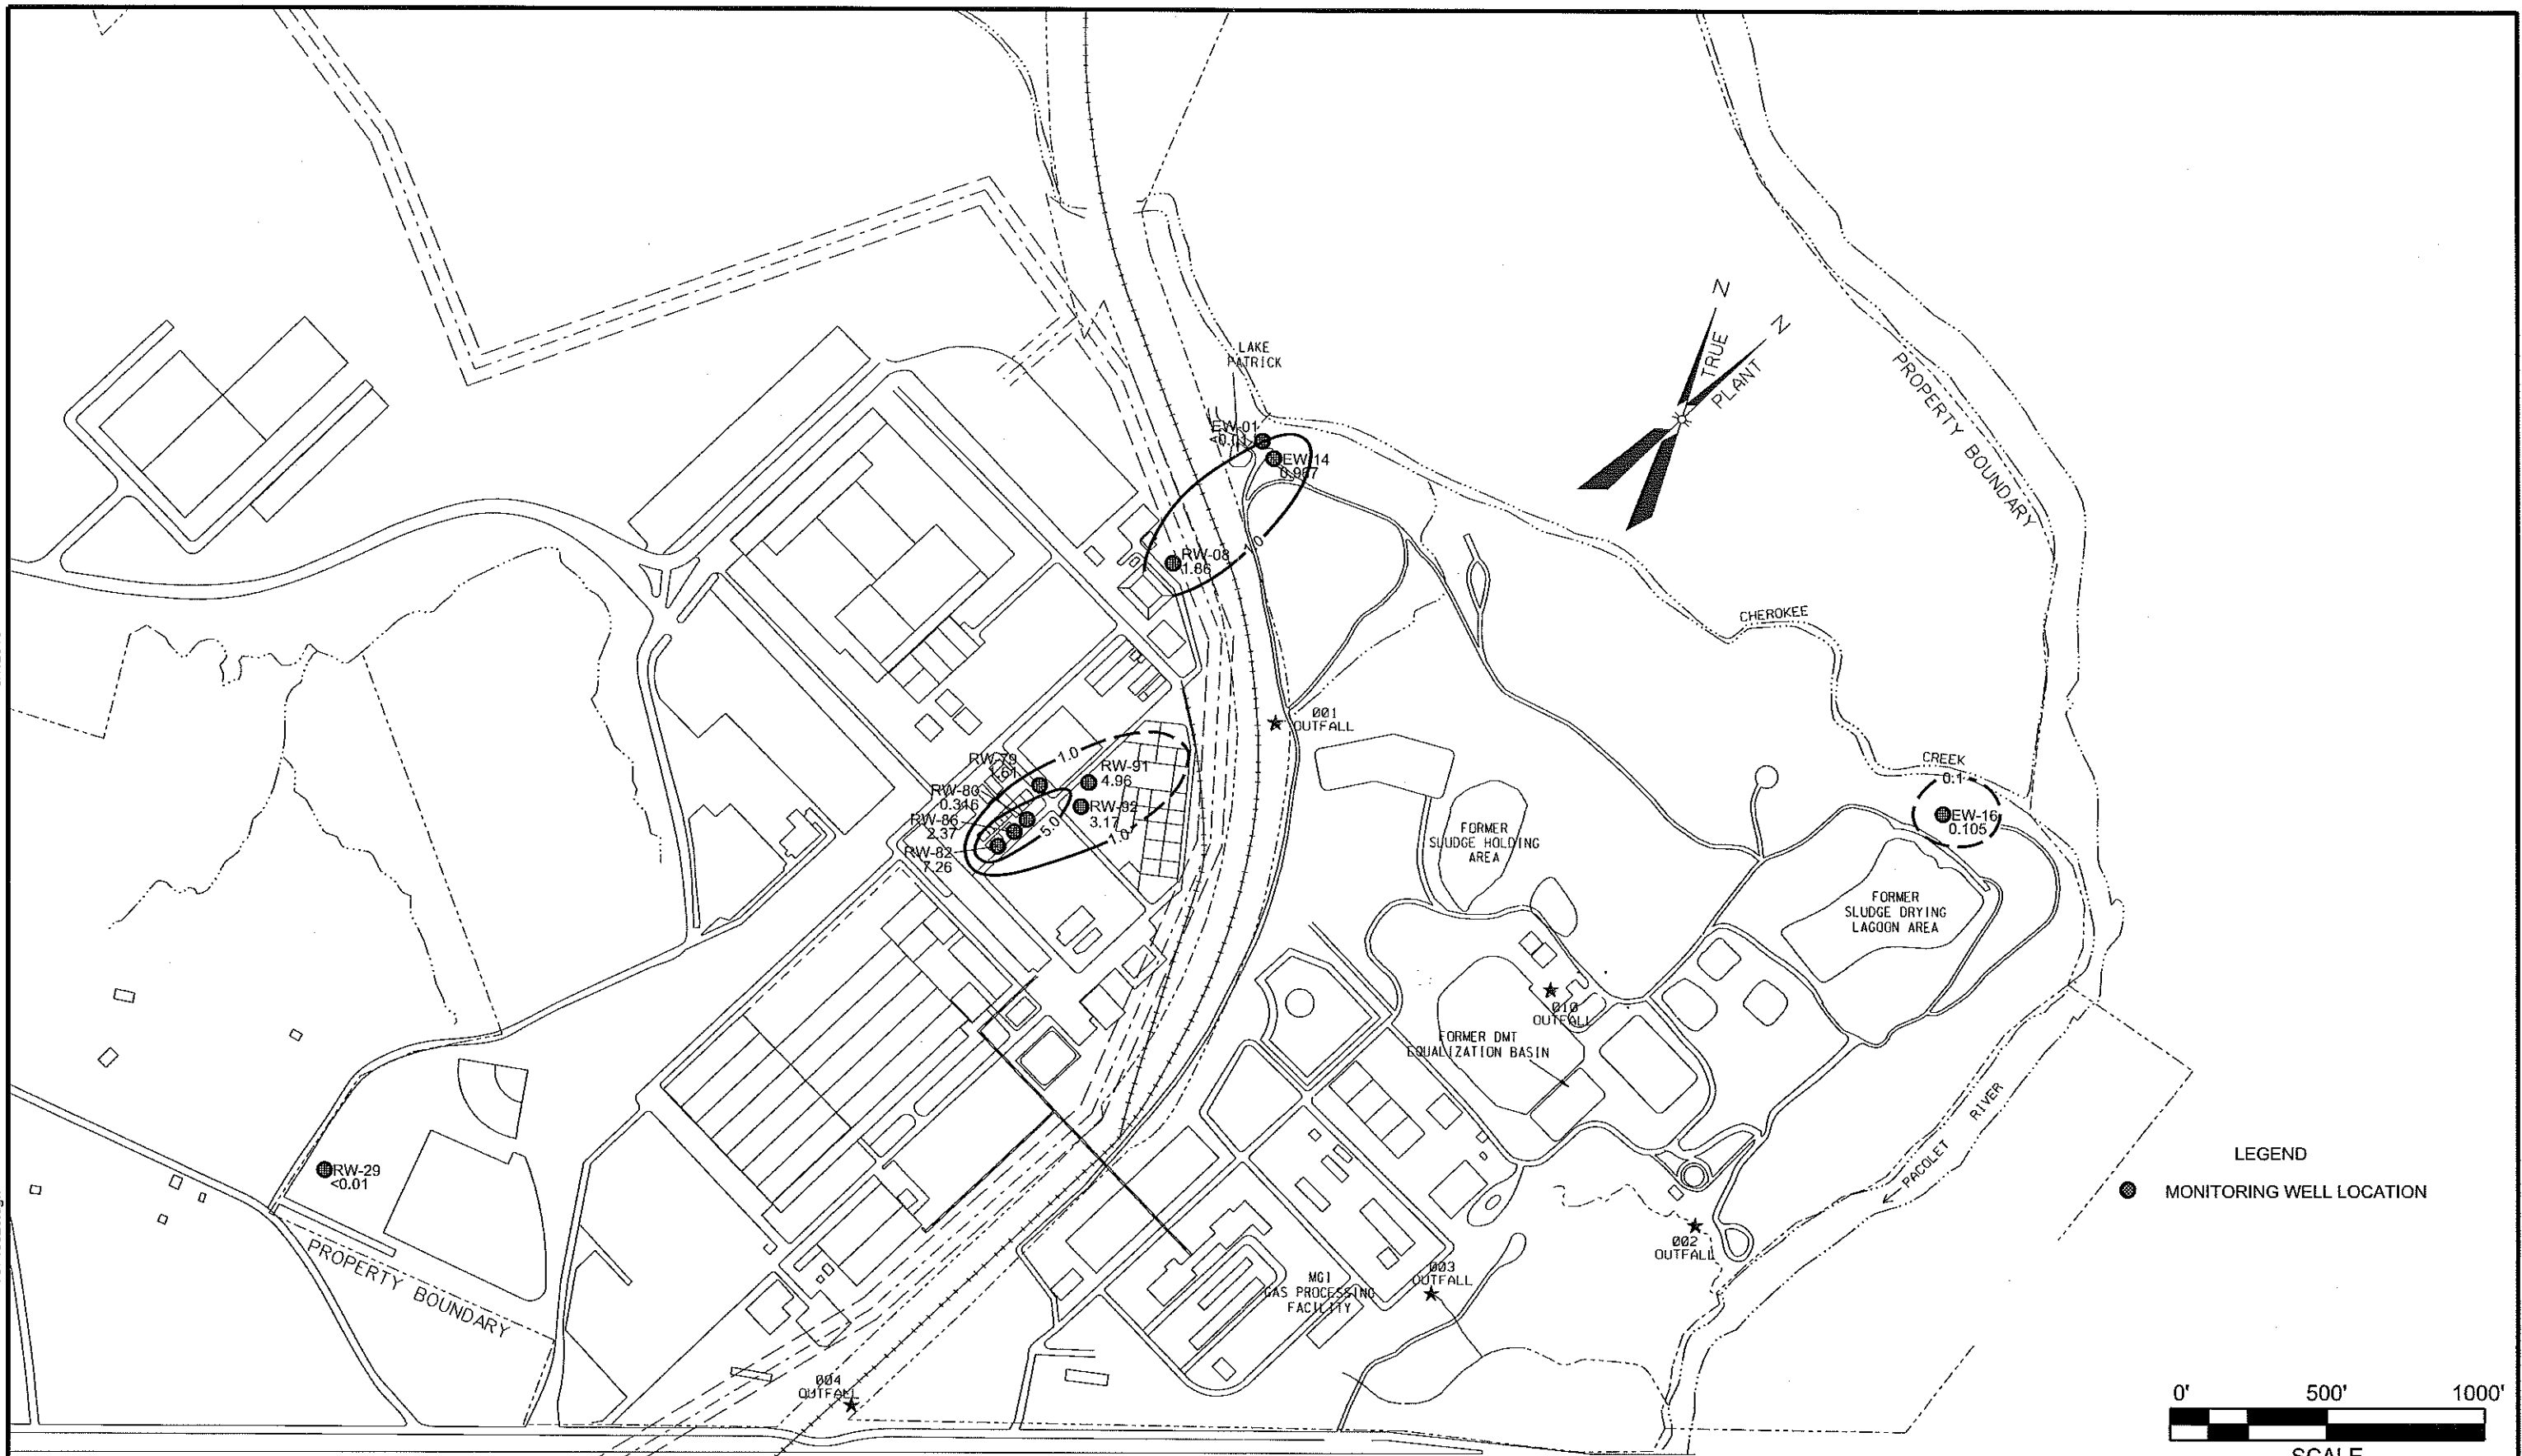 LAKE
PATRICK
N
TRUE
N
PLANT
PROPERTY BOUNDARY
EW-01
<0.01
EW-14
RW-08
1.86
1.0
CHEROKEE
CREEK
0.1
EW-16
0.105
001
OUTFALL
1.0
RW-79
RW-91
4.96
RW-80
0.346
RW-92
3.17
RW-86
2.37
5.0
1.0
RW-82
7.26
FORMER
SLUDGE HOLDING
AREA
FORMER
SLUDGE DRYING
LAGOON AREA
010
OUTFALL
FORMER DMT
EQUALIZATION BASIN
PACOLET RIVER
RW-29
<0.01
PROPERTY BOUNDARY
002
OUTFALL
003
OUTFALL
MGI
GAS PROCESSING
FACILITY
004
OUTFALL
LEGEND
MONITORING WELL LOCATION
0' 500' 1000'
SCALE